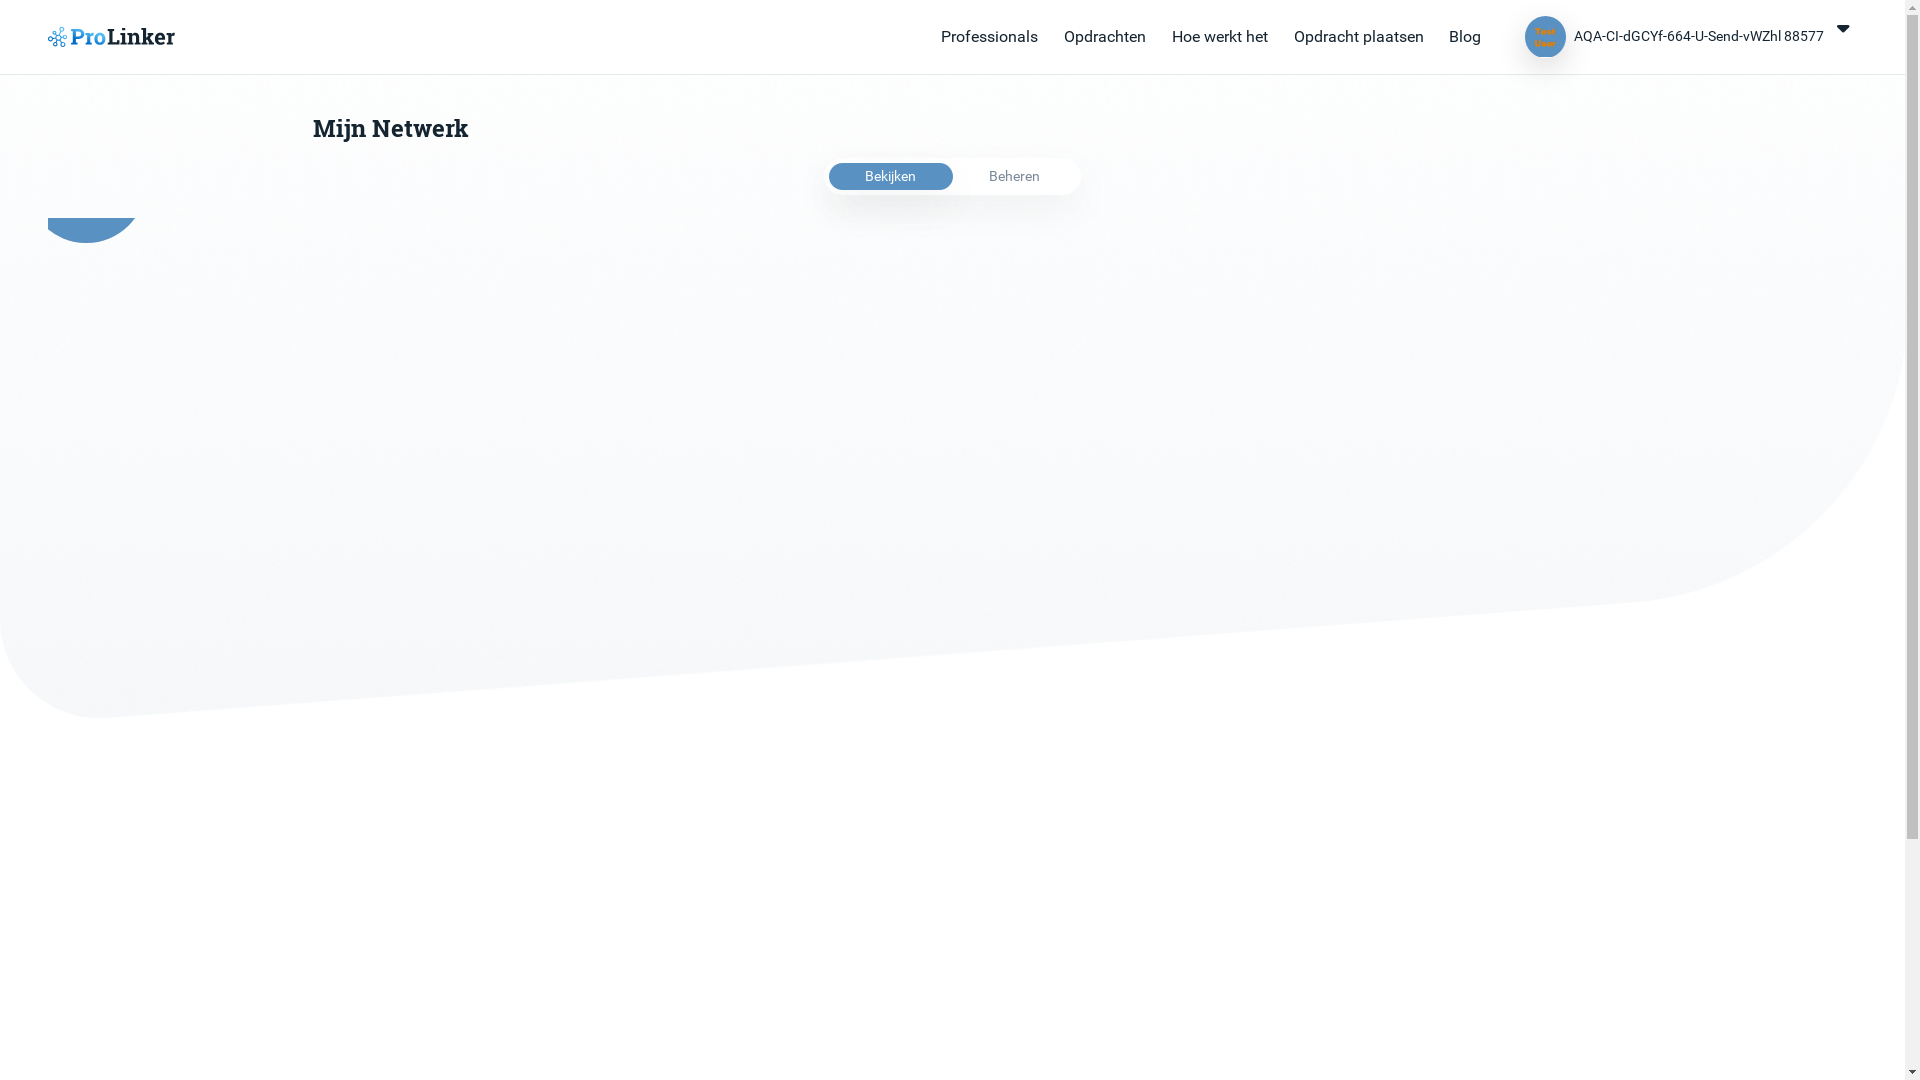 ProLinker
Professionals
Opdrachten
Hoe werkt het
Opdracht plaatsen
Blog
Test
User
AQA-CI-dGCYf-664-U-Send-vWZhl 88577
Mijn Netwerk
Bekijken
Beheren